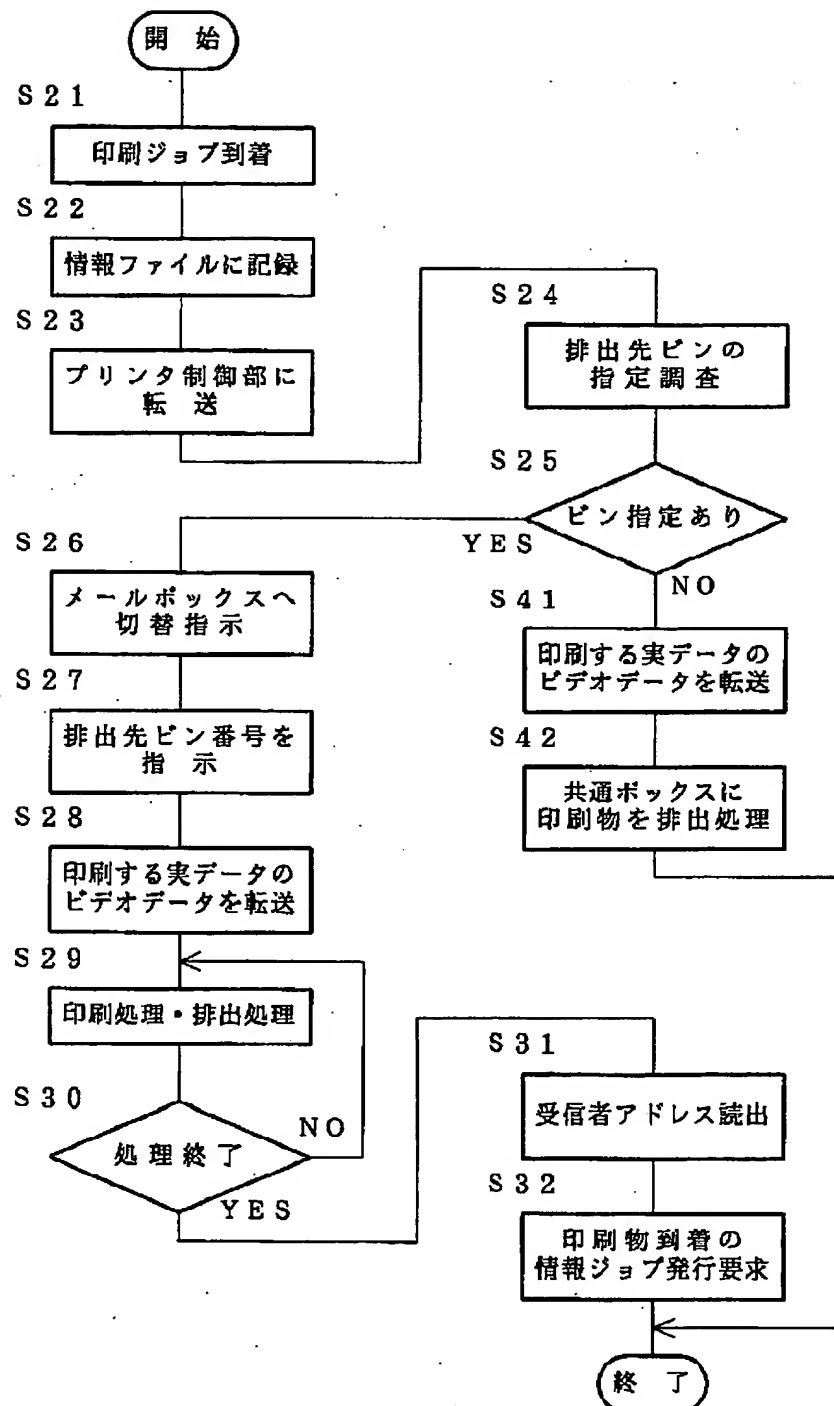 開 始
S21
印刷ジョブ到着
S22
情報ファイルに記録
S23
プリンタ制御部に
転 送
S24
排出先ビンの
指定調査
S25
ビン指定あり
YES
NO
S26
メールボックスへ
切替指示
S27
排出先ビン番号を
指 示
S28
印刷する実データの
ビデオデータを転送
S29
印刷処理・排出処理
S30
処理終了
NO
YES
S41
印刷する実データの
ビデオデータを転送
S42
共通ボックスに
印刷物を排出処理
S31
受信者アドレス読出
S32
印刷物到着の
情報ジョブ発行要求
終 了